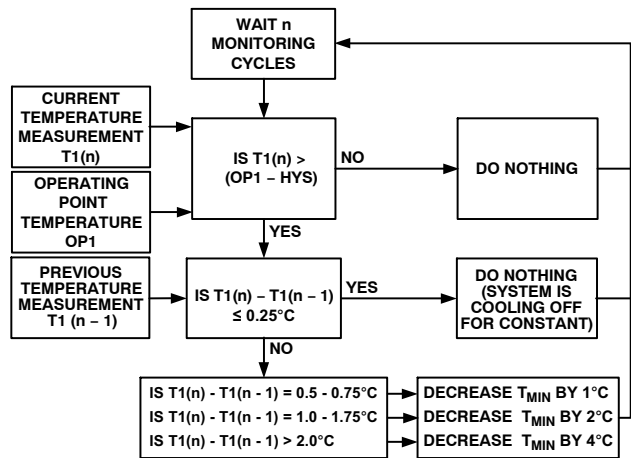 WAIT n
MONITORING
CYCLES
CURRENT
TEMPERATURE
MEASUREMENT
T1(n)
IS T1(n) >
(OP1 – HYS)
NO
DO NOTHING
OPERATING
POINT
TEMPERATURE
OP1
YES
PREVIOUS
TEMPERATURE
MEASUREMENT
T1 (n – 1)
IS T1(n) – T1(n – 1)
≤ 0.25°C
YES
DO NOTHING
(SYSTEM IS
COOLING OFF
FOR CONSTANT)
NO
IS T1(n) - T1(n - 1) = 0.5 - 0.75°C
DECREASE TMIN BY 1°C
IS T1(n) - T1(n - 1) = 1.0 - 1.75°C
DECREASE TMIN BY 2°C
IS T1(n) - T1(n - 1) > 2.0°C
DECREASE TMIN BY 4°C